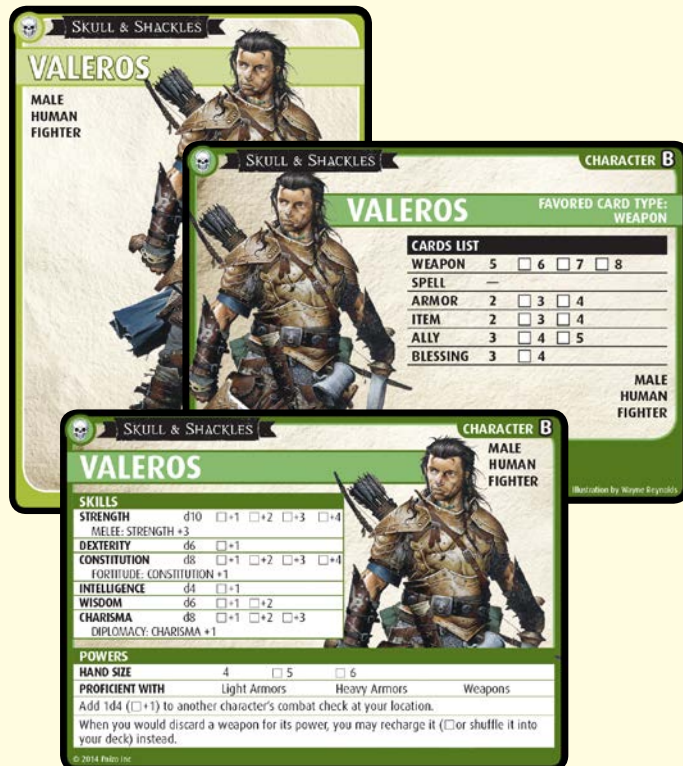 SKULL & SHACKLES
VALEROS
MALE
HUMAN
FIGHTER
SKULL & SHACKLES
CHARACTER B
VALEROS
FAVORED CARD TYPE:
WEAPON
CARDS LIST
WEAPON 5 ☐ 6 ☐ 7 ☐ 8
SPELL —
ARMOR 2 ☐ 3 ☐ 4
ITEM 2 ☐ 3 ☐ 4
ALLY 3 ☐ 4 ☐ 5
BLESSING 3 ☐ 4
MALE
HUMAN
FIGHTER
Illustration by Wayne Reynolds
SKULL & SHACKLES
CHARACTER B
VALEROS
MALE
HUMAN
FIGHTER
SKILLS
STRENGTH d10 ☐+1 ☐+2 ☐+3 ☐+4
MELEE: STRENGTH +3
DEXTERITY d6 ☐+1
CONSTITUTION d8 ☐+1 ☐+2 ☐+3 ☐+4
FORTITUDE: CONSTITUTION +1
INTELLIGENCE d4 ☐+1
WISDOM d6 ☐+1 ☐+2
CHARISMA d8 ☐+1 ☐+2 ☐+3
DIPLOMACY: CHARISMA +1
POWERS
HAND SIZE 4 ☐ 5 ☐ 6
PROFICIENT WITH Light Armors Heavy Armors Weapons
Add 1d4 (☐+1) to another character's combat check at your location.
When you would discard a weapon for its power, you may recharge it (☐or shuffle it into
your deck) instead.
© 2014 Paizo Inc